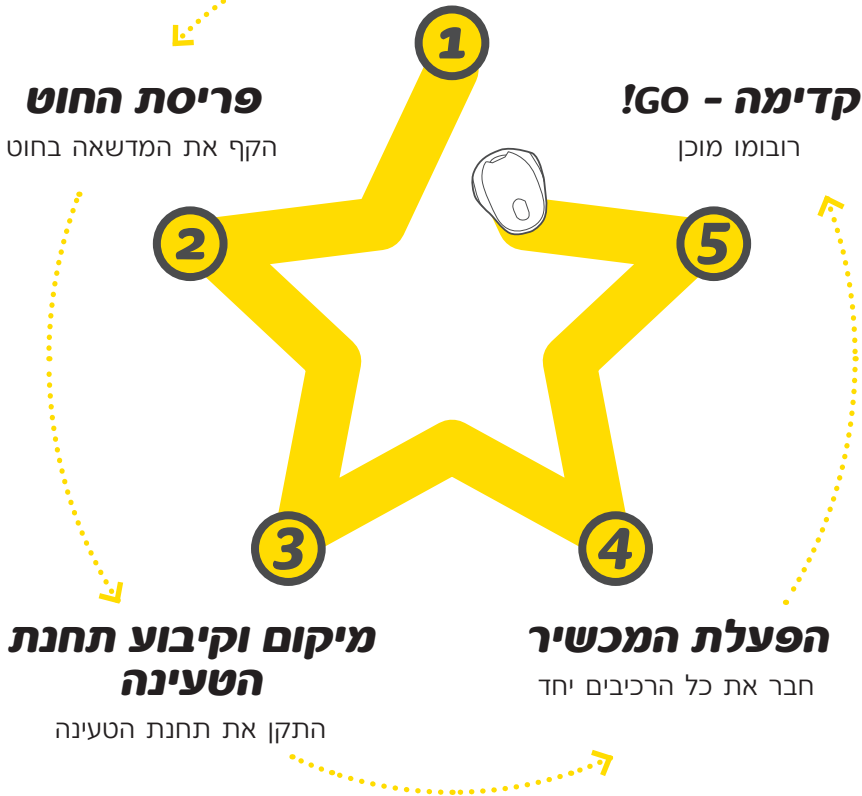 1
פריסת החוט
הקף את המדשאה בחוט
2
מיקום וקיבוע תחנת
הטעינה
התקן את תחנת הטעינה
3
הפעלת המכשיר
חבר את כל הרכיבים יחד
4
קדימה - GO!
רובומו מוכן
5